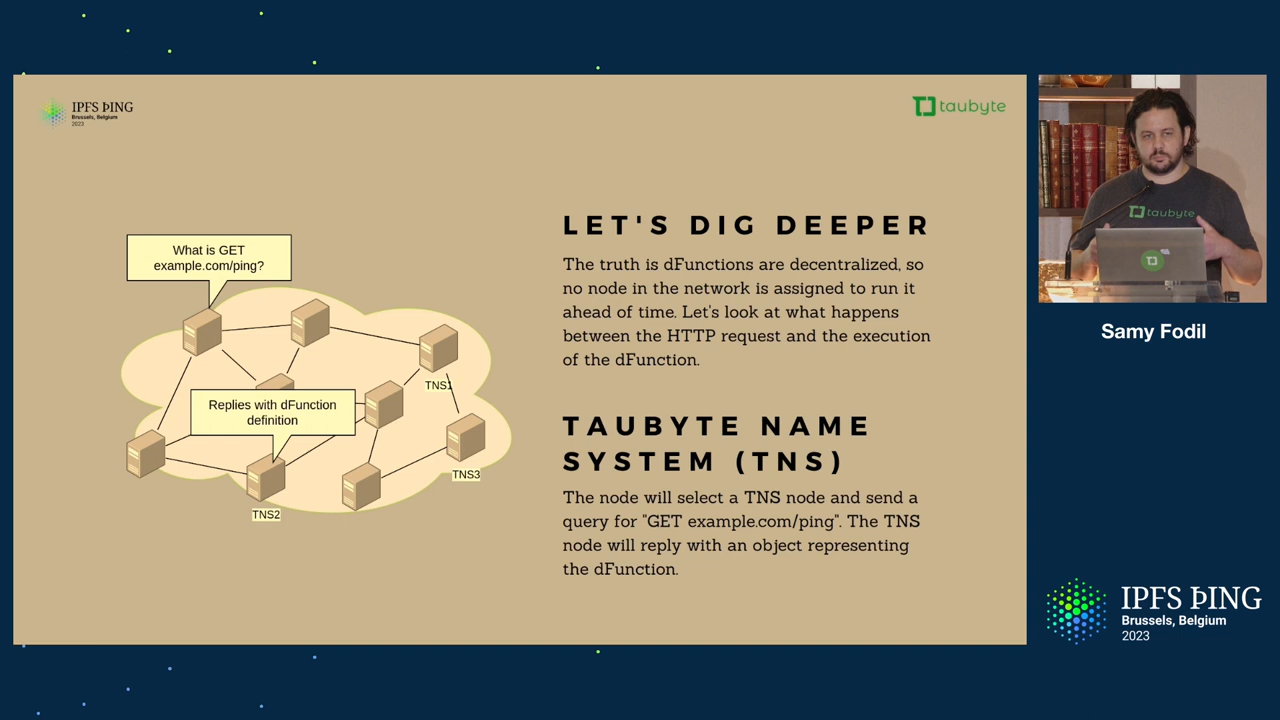 IPFS ÞING
Brussels, Belgium
2023
taubyte
What is GET
example.com/ping?
TNS1
Replies with dFunction
definition
TNS3
TNS2
LET'S DIG DEEPER
The truth is dFunctions are decentralized, so
no node in the network is assigned to run it
ahead of time. Let's look at what happens
between the HTTP request and the execution
of the dFunction.
TAUBYTE NAME
SYSTEM (TNS)
The node will select a TNS node and send a
query for "GET example.com/ping". The TNS
node will reply with an object representing
the dFunction.
taubyte
Samy Fodil
IPFS ÞING
Brussels, Belgium
2023